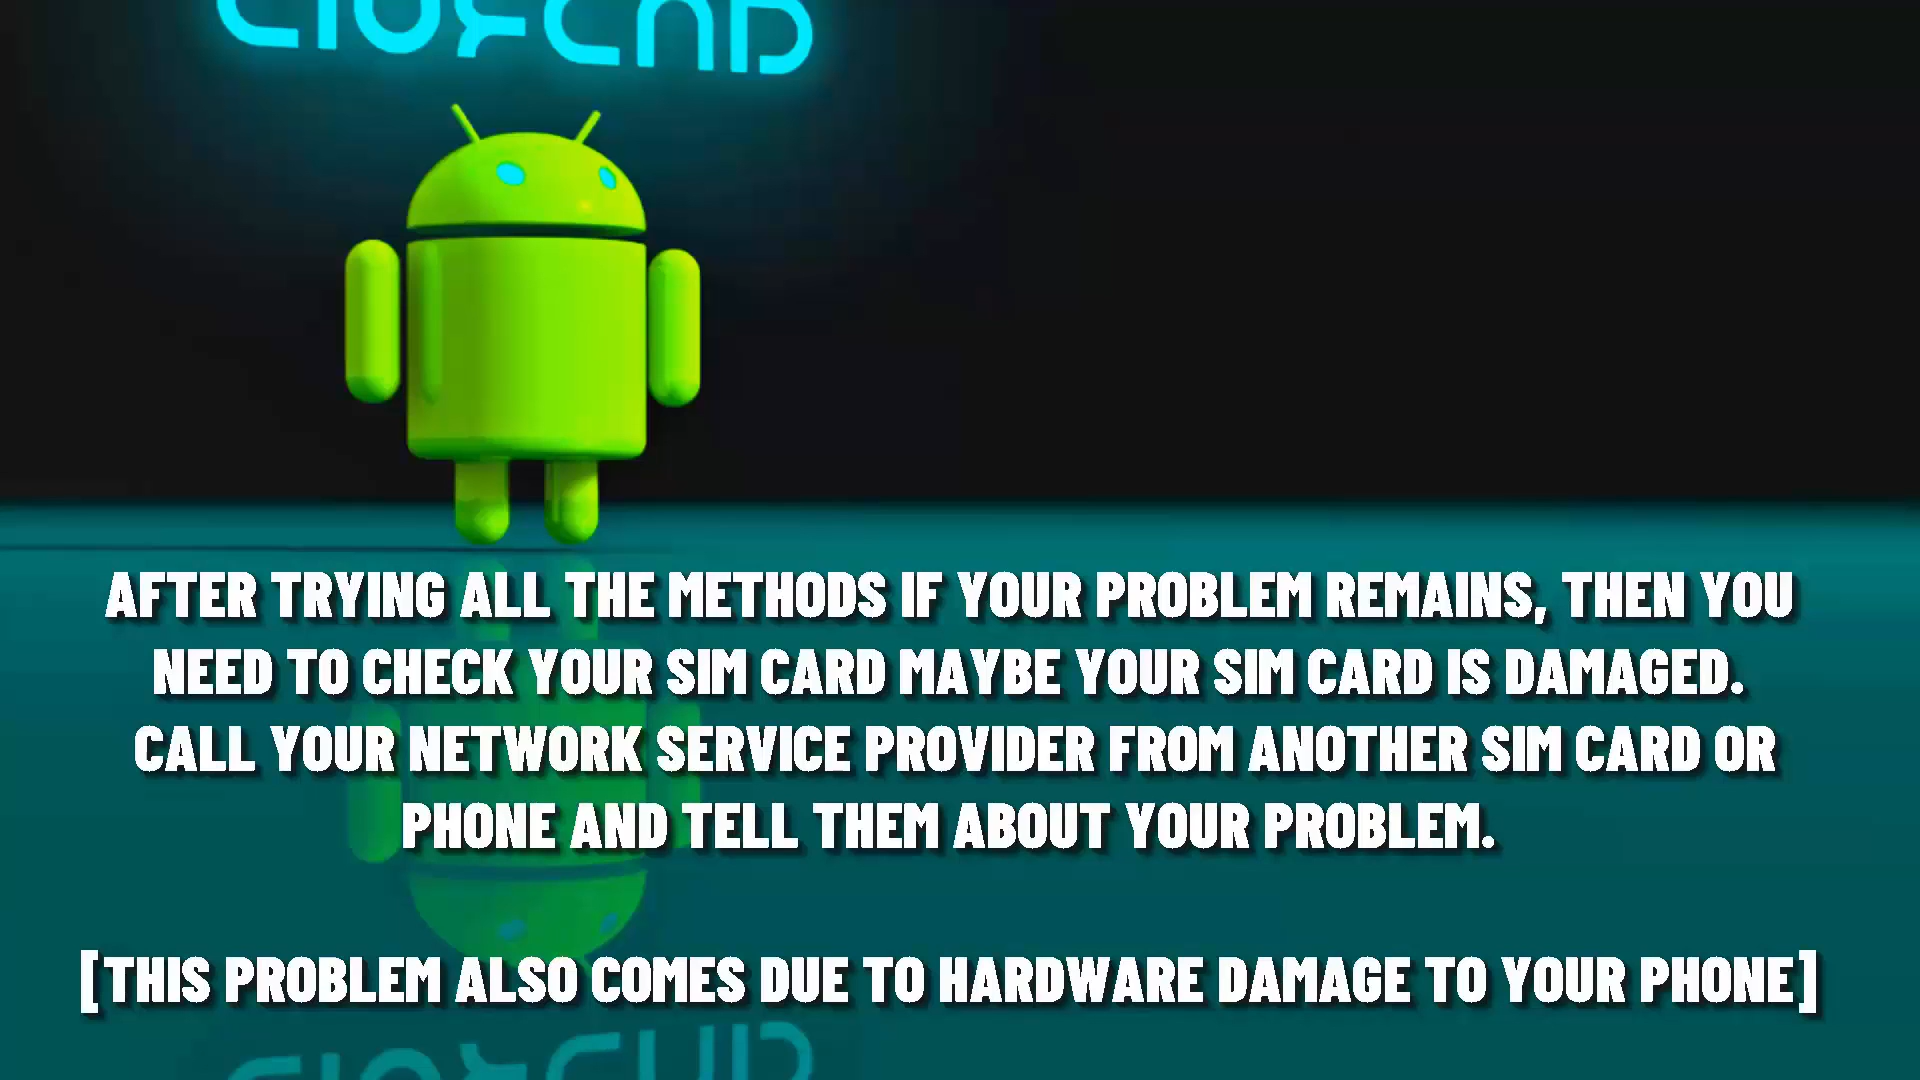 AFTER TRYING ALL THE METHODS IF YOUR PROBLEM REMAINS, THEN YOU
NEED TO CHECK YOUR SIM CARD MAYBE YOUR SIM CARD IS DAMAGED.
CALL YOUR NETWORK SERVICE PROVIDER FROM ANOTHER SIM CARD OR
PHONE AND TELL THEM ABOUT YOUR PROBLEM.
[THIS PROBLEM ALSO COMES DUE TO HARDWARE DAMAGE TO YOUR PHONE]